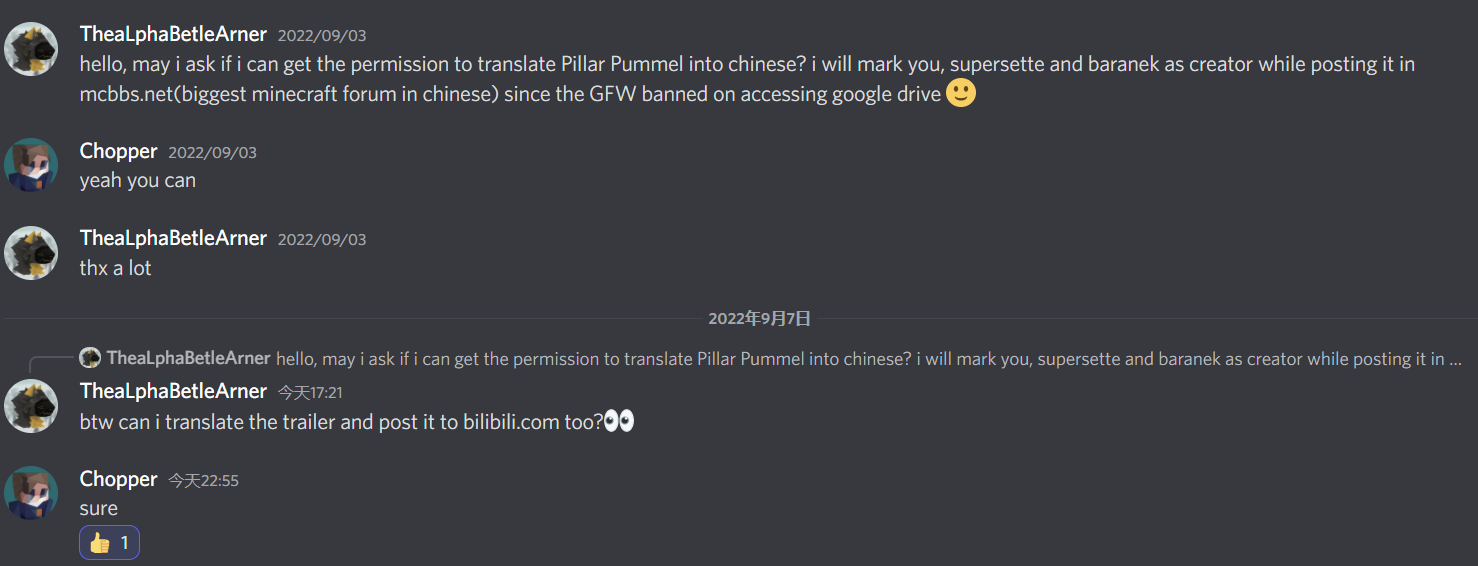 TheaLphaBetleArner 2022/09/03
hello, may i ask if i can get the permission to translate Pillar Pummel into chinese? i will mark you, supersette and baranek as creator while posting it in
mcbbs.net(biggest minecraft forum in chinese) since the GFW banned on accessing google drive 🙂
Chopper 2022/09/03
yeah you can
TheaLphaBetleArner 2022/09/03
thx a lot
2022年9月7日
TheaLphaBetleArner hello, may i ask if i can get the permission to translate Pillar Pummel into chinese? i will mark you, supersette and baranek as creator while posting it in ...
TheaLphaBetleArner 今天17:21
btw can i translate the trailer and post it to bilibili.com too?👀
Chopper 今天22:55
sure
👍 1